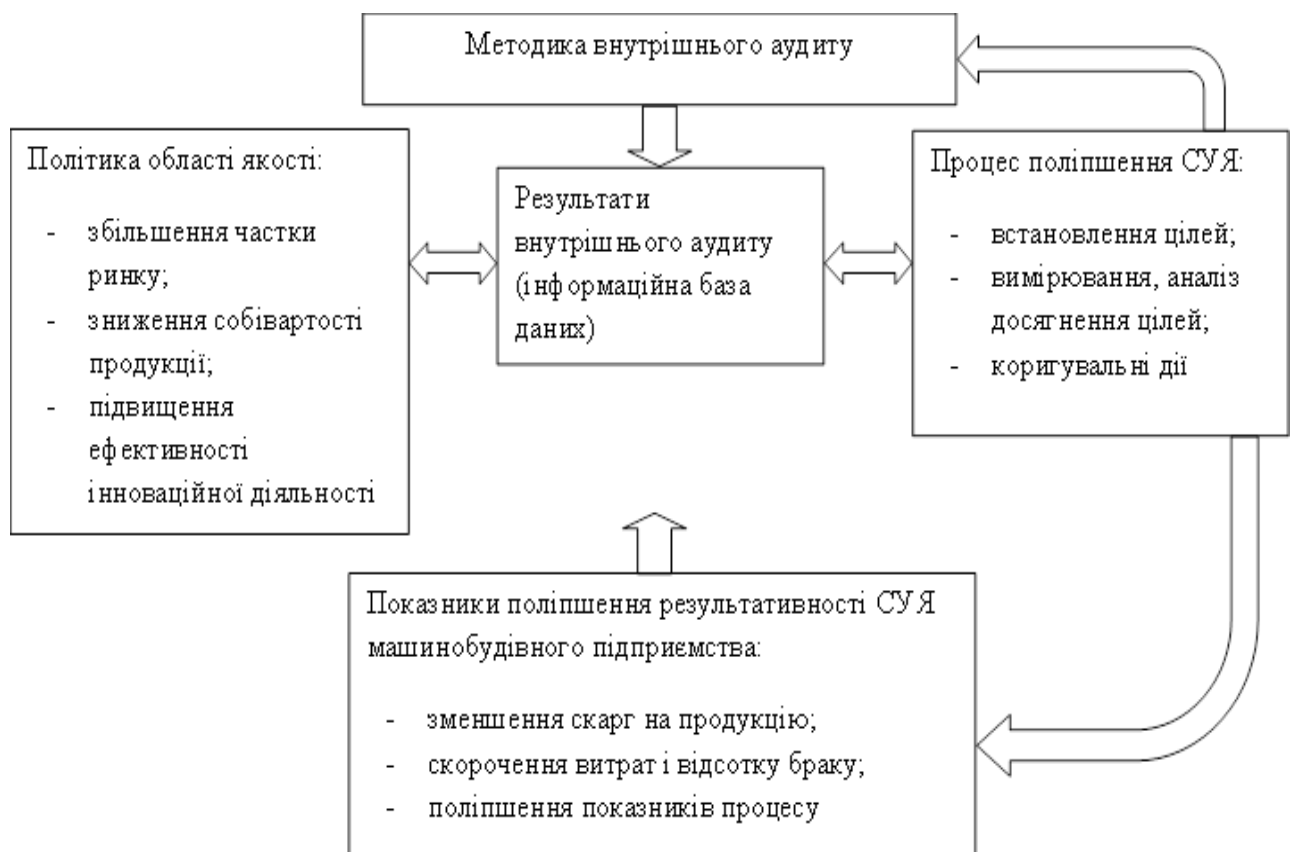 Методика внутрішнього аудиту
Політика області якості:
- збільшення частки
ринку;
- зниження собівартості
продукції;
- підвищення
ефективності
інноваційної діяльності
Результати
внутрішнього аудиту
(інформаційна база
даних)
Процес поліпшення СУЯ:
- встановлення цілей;
- вимірювання, аналіз
досягнення цілей;
- коригувальні дії
Показники поліпшення результативності СУЯ
машинобудівного підприємства:
- зменшення скарг на продукцію;
- скорочення витрат і відсотку браку;
- поліпшення показників процесу